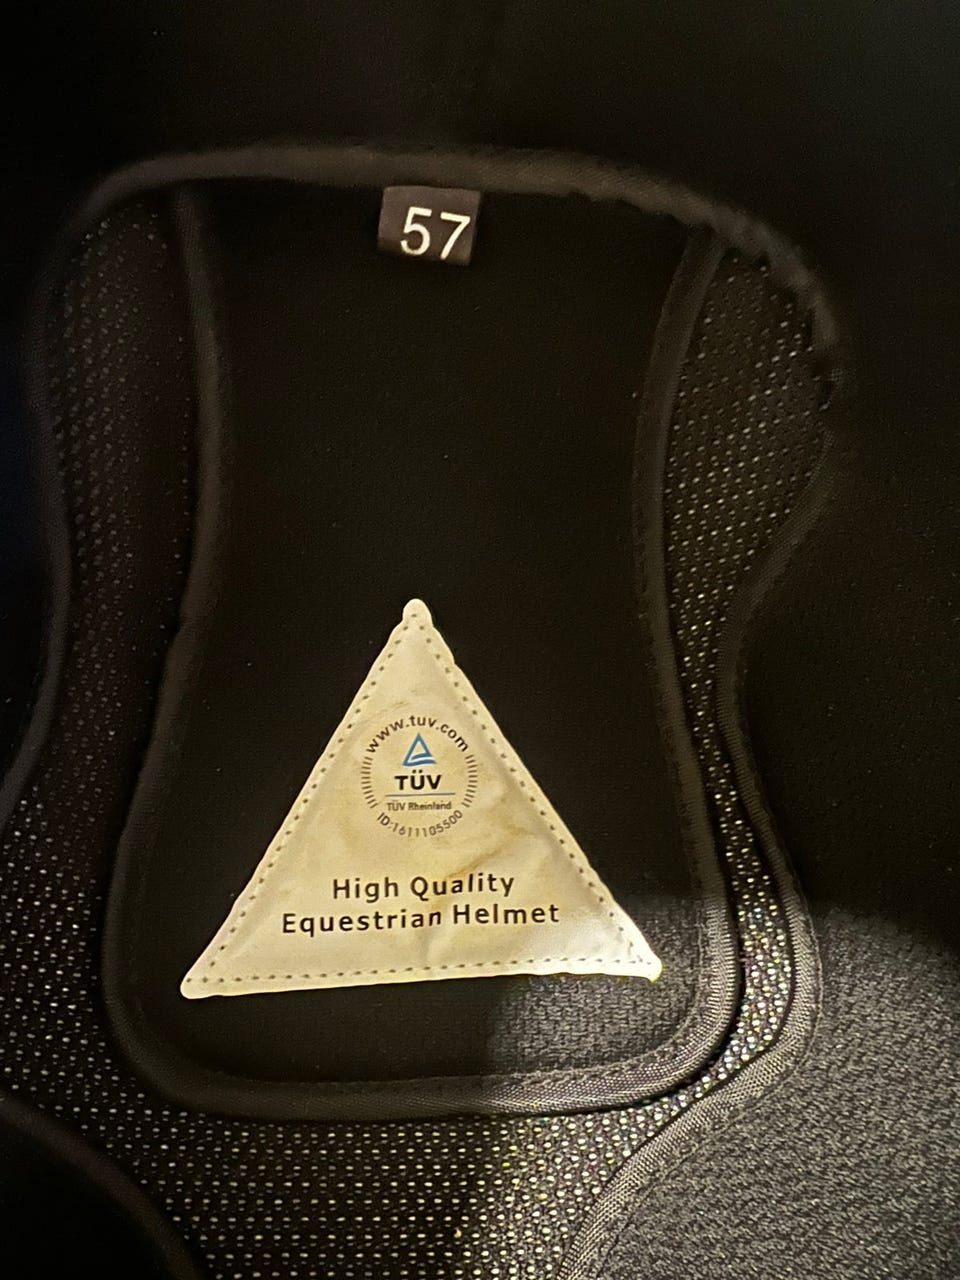 57
www.tuv.com
TÜV
TÜV Rheinland
ID:1611105500
High Quality
Equestrian Helmet